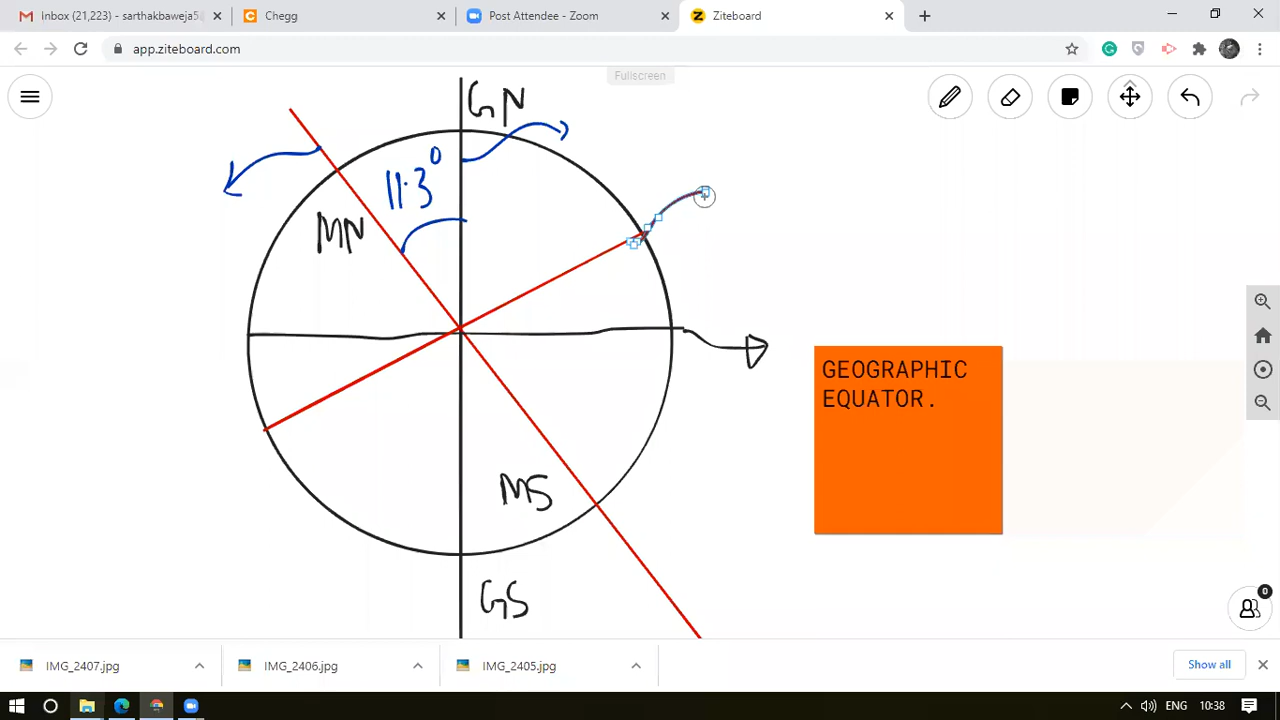 Inbox (21,223) - sarthakbaweja5
Chegg
Post Attendee - Zoom
Ziteboard
app.ziteboard.com
Fullscreen
GN
11.3°
MN
GEOGRAPHIC
EQUATOR.
MS
GS
0
IMG_2407.jpg
IMG_2406.jpg
IMG_2405.jpg
Show all
ENG
10:38